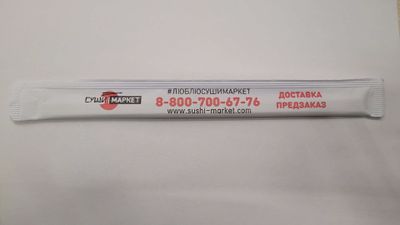 СУШИ МАРКЕТ
#ЛЮБЛЮСУШИМАРКЕТ
8-800-700-67-76
www.sushi-market.com
ДОСТАВКА
ПРЕДЗАКАЗ